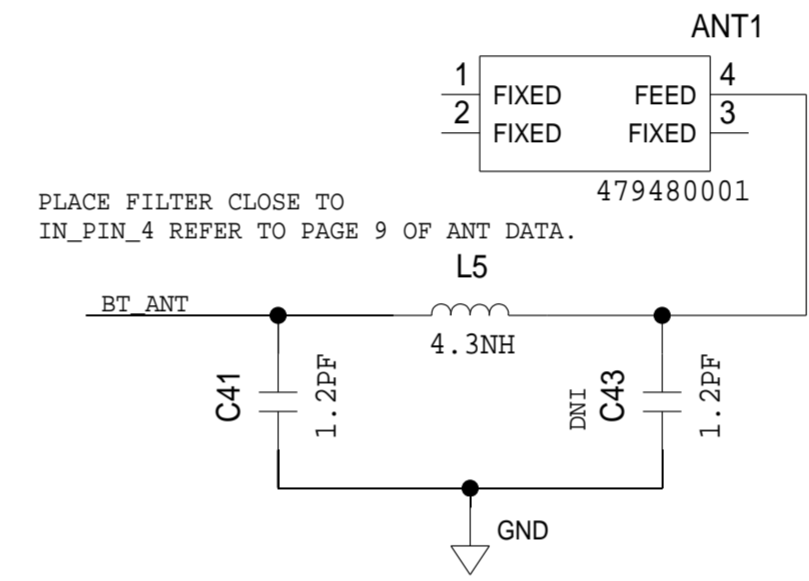 ANT1
1 FIXED FEED 4
2 FIXED FIXED 3
479480001
PLACE FILTER CLOSE TO
IN_PIN_4 REFER TO PAGE 9 OF ANT DATA.
L5
BT_ANT
4.3NH
C41
1.2PF
DNI
C43
1.2PF
GND